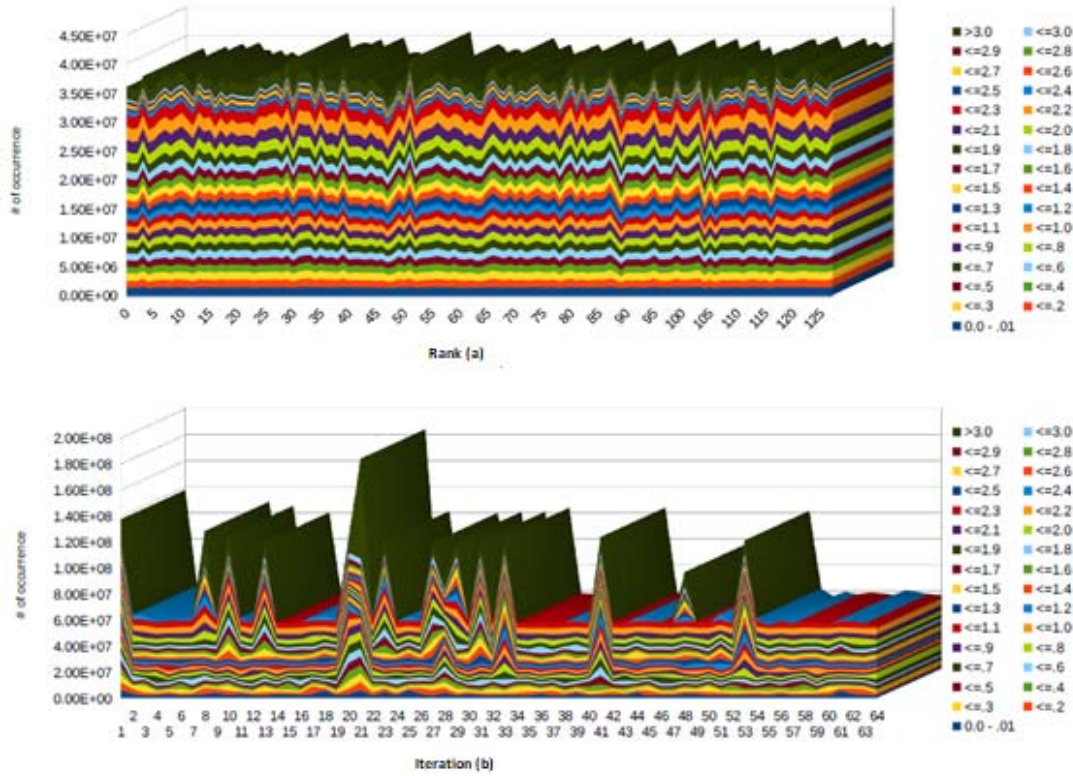 4.50E+07
4.00E+07
3.50E+07
3.00E+07
2.50E+07
2.00E+07
1.50E+07
1.00E+07
5.00E+06
0.00E+00
# of occurrence
0 5 10 15 20 25 30 35 40 45 50 55 60 65 70 75 80 85 90 95 100 105 110 115 120 125
Rank (a)
>3.0 <=3.0
<=2.9 <=2.8
<=2.7 <=2.6
<=2.5 <=2.4
<=2.3 <=2.2
<=2.1 <=2.0
<=1.9 <=1.8
<=1.7 <=1.6
<=1.5 <=1.4
<=1.3 <=1.2
<=1.1 <=1.0
<=.9 <=.8
<=.7 <=.6
<=.5 <=.4
<=.3 <=.2
0.0 - .01
2.00E+08
1.80E+08
1.60E+08
1.40E+08
1.20E+08
1.00E+08
8.00E+07
6.00E+07
4.00E+07
2.00E+07
0.00E+00
# of occurrence
2 4 6 8 10 12 14 16 18 20 22 24 26 28 30 32 34 36 38 40 42 44 46 48 50 52 54 56 58 60 62 64
1 3 5 7 9 11 13 15 17 19 21 23 25 27 29 31 33 35 37 39 41 43 45 47 49 51 53 55 57 59 61 63
Iteration (b)
>3.0 <=3.0
<=2.9 <=2.8
<=2.7 <=2.6
<=2.5 <=2.4
<=2.3 <=2.2
<=2.1 <=2.0
<=1.9 <=1.8
<=1.7 <=1.6
<=1.5 <=1.4
<=1.3 <=1.2
<=1.1 <=1.0
<=.9 <=.8
<=.7 <=.6
<=.5 <=.4
<=.3 <=.2
0.0 - .01